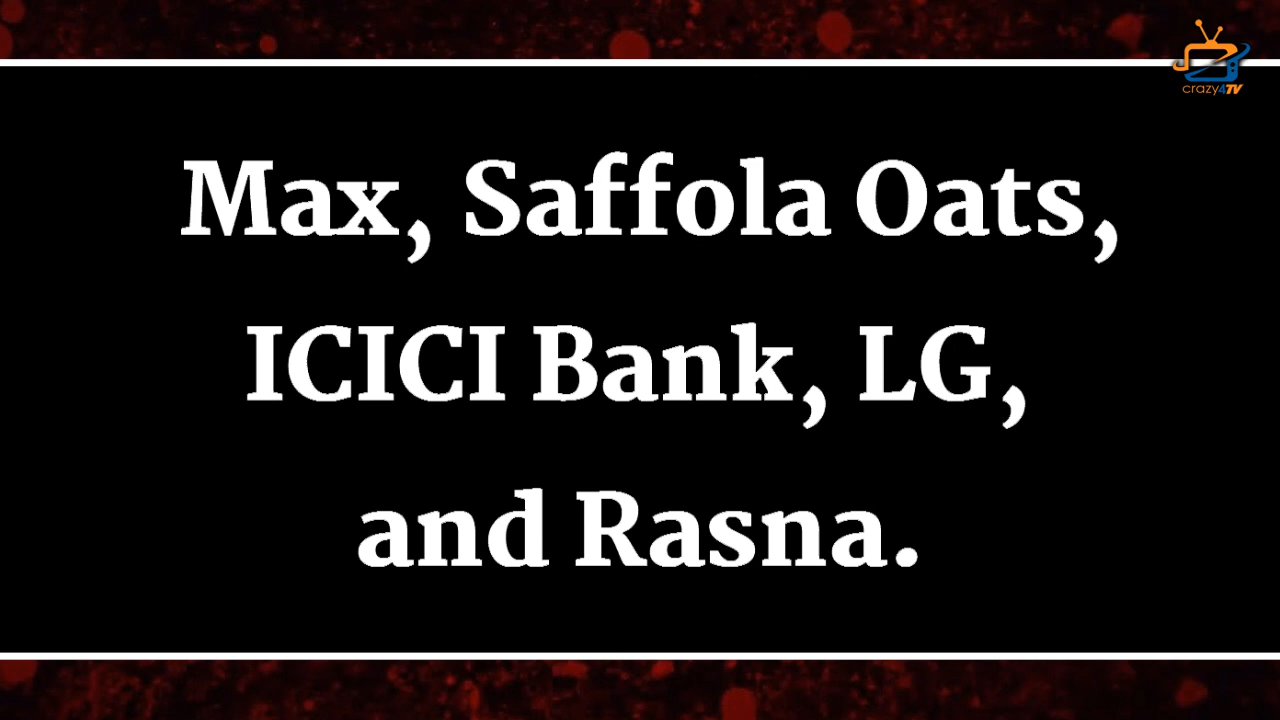 crazy4TV
Max, Saffola Oats,
ICICI Bank, LG,
and Rasna.